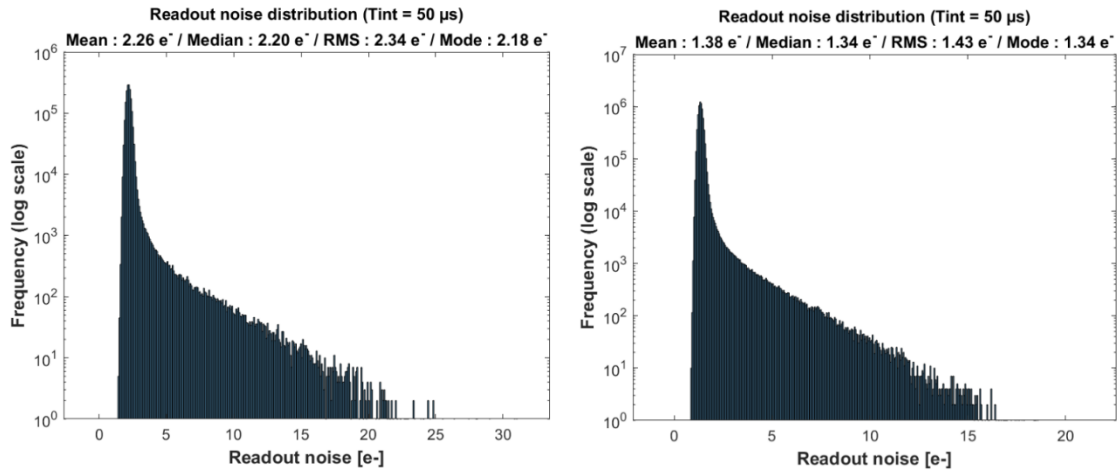 Readout noise distribution (Tint = 50 µs)
Mean : 2.26 e⁻ / Median : 2.20 e⁻ / RMS : 2.34 e⁻ / Mode : 2.18 e⁻
10⁶
10⁵
10⁴
10³
10²
10¹
10⁰
Frequency (log scale)
0 5 10 15 20 25 30
Readout noise [e-]
Readout noise distribution (Tint = 50 µs)
Mean : 1.38 e⁻ / Median : 1.34 e⁻ / RMS : 1.43 e⁻ / Mode : 1.34 e⁻
10⁷
10⁶
10⁵
10⁴
10³
10²
10¹
10⁰
Frequency (log scale)
0 5 10 15 20
Readout noise [e-]